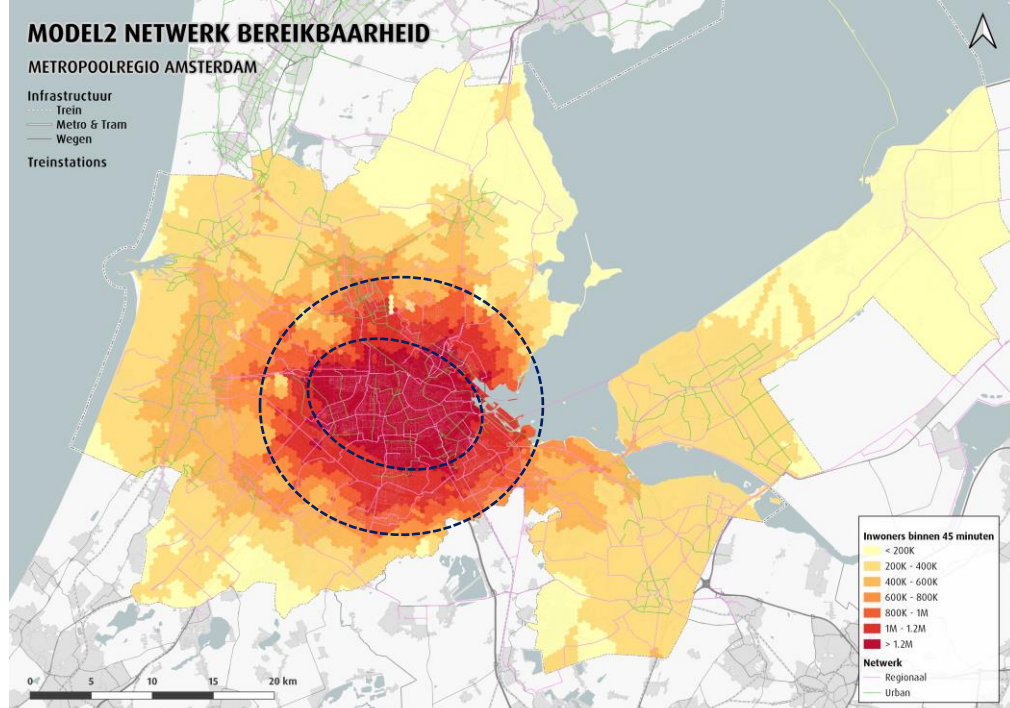 MODEL2 NETWERK BEREIKBAARHEID
METROPOOLREGIO AMSTERDAM
Infrastructuur
Trein
Metro & Tram
Wegen
Treinstations
Inwoners binnen 45 minuten
< 200K
200K - 400K
400K - 600K
600K - 800K
800K - 1M
1M - 1.2M
> 1.2M
Netwerk
Regionaal
Urban
0 5 10 15 20 km